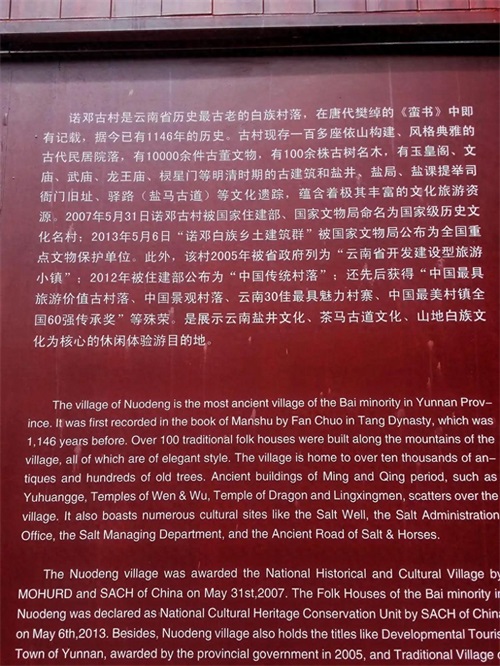 诺邓古村是云南省历史最古老的白族村落，在唐代樊绰的《蛮书》中即
有记载，据今已有1146年的历史。古村现存一百多座依山构建、风格典雅的
古代民居院落，有10000余件古董文物，有100余株古树名木，有玉皇阁、文
庙、武庙、龙王庙、棂星门等明清时期的古建筑和盐井、盐局、盐课提举司
衙门旧址、驿路（盐马古道）等文化遗踪，蕴含着极其丰富的文化旅游资
源。2007年5月31日诺邓古村被国家住建部、国家文物局命名为国家级历史文
化名村；2013年5月6日“诺邓白族乡土建筑群”被国家文物局公布为全国重
点文物保护单位。此外，该村2005年被省政府列为“云南省开发建设型旅游
小镇”；2012年被住建部公布为“中国传统村落”；还先后获得“中国最具
旅游价值古村落、中国景观村落、云南30佳最具魅力村寨、中国最美村镇全
国60强传承奖”等殊荣。是展示云南盐井文化、茶马古道文化、山地白族文
化为核心的休闲体验游目的地。
The village of Nuodeng is the most ancient village of the Bai minority in Yunnan Prov-
ince. It was first recorded in the book of Manshu by Fan Chuo in Tang Dynasty, which was
1,146 years before. Over 100 traditional folk houses were built along the mountains of the
village, all of which are of elegant style. The village is home to over ten thousands of an-
tiques and hundreds of old trees. Ancient buildings of Ming and Qing period, such as
Yuhuangge, Temples of Wen & Wu, Temple of Dragon and Lingxingmen, scatters over the
village. It also boasts numerous cultural sites like the Salt Well, the Salt Administration
Office, the Salt Managing Department, and the Ancient Road of Salt & Horses.
The Nuodeng village was awarded the National Historical and Cultural Village by
MOHURD and SACH of China on May 31st,2007. The Folk Houses of the Bai minority in
Nuodeng was declared as National Cultural Heritage Conservation Unit by SACH of China
on May 6th,2013. Besides, Nuodeng village also holds the titles like Developmental Touris
Town of Yunnan, awarded by the provincial government in 2005, and Traditional Village